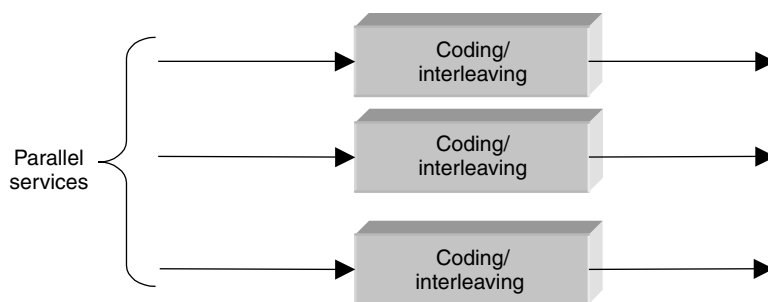 Coding/
interleaving
Parallel
services
Coding/
interleaving
Coding/
interleaving